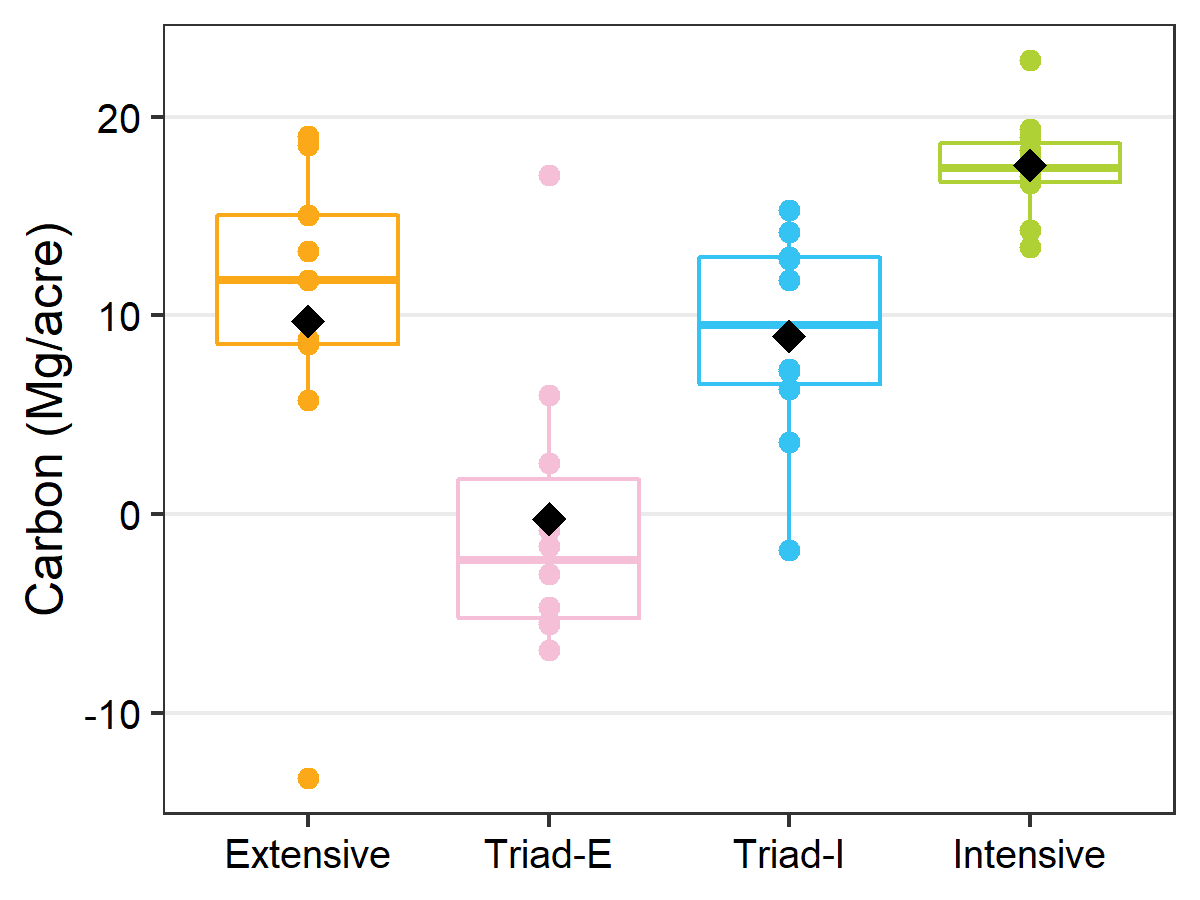 Carbon (Mg/acre)
20
10
0
-10
Extensive
Triad-E
Triad-I
Intensive